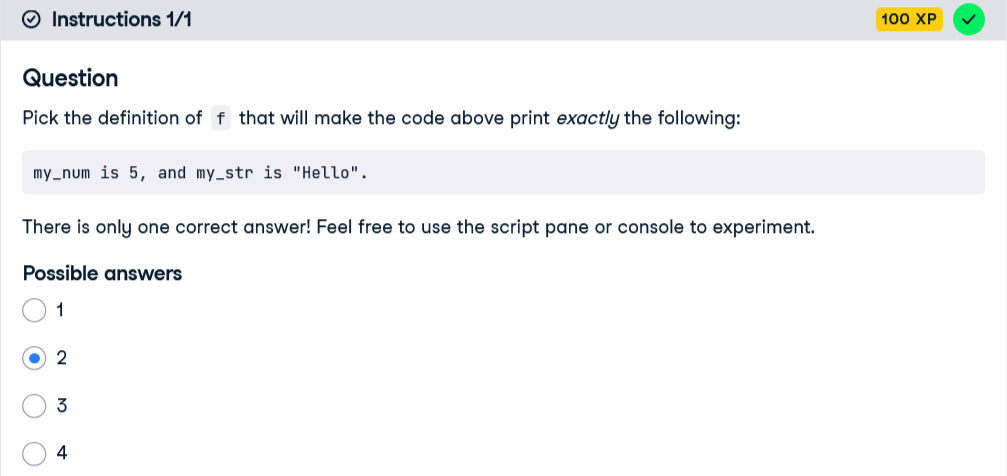 Instructions 1/1
100 XP
Question
Pick the definition of f that will make the code above print exactly the following:
my_num is 5, and my_str is "Hello".
There is only one correct answer! Feel free to use the script pane or console to experiment.
Possible answers
1
2
3
4